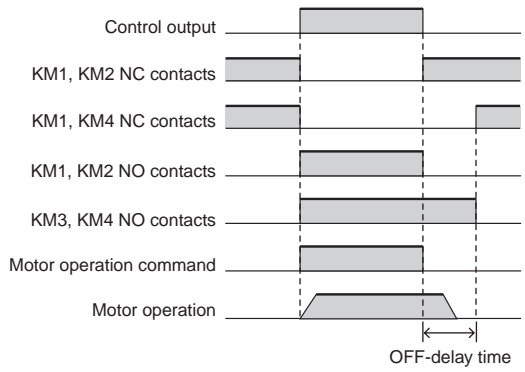 Control output
KM1, KM2 NC contacts
KM1, KM4 NC contacts
KM1, KM2 NO contacts
KM3, KM4 NO contacts
Motor operation command
Motor operation
OFF-delay time